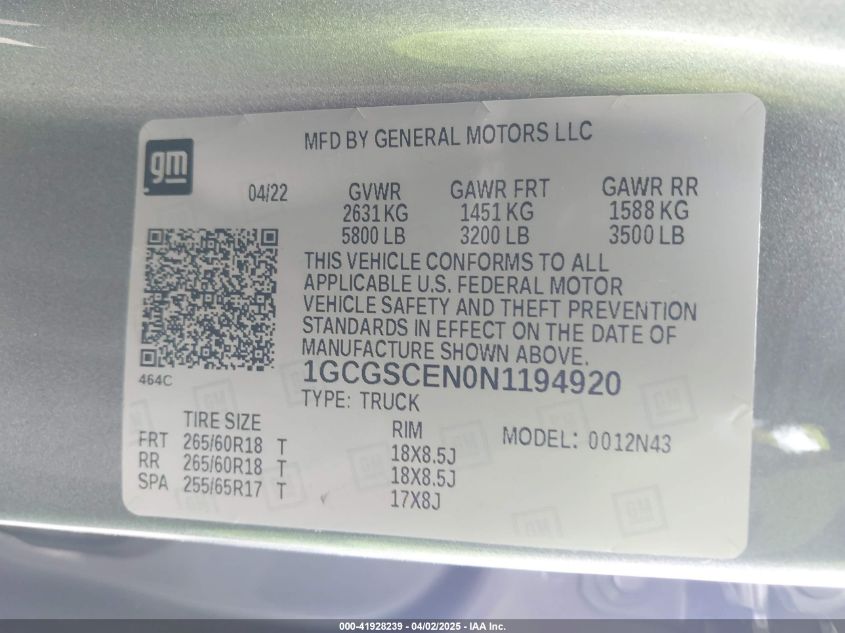 MFD BY GENERAL MOTORS LLC
gm
04/22
GVWR GAWR FRT GAWR RR
2631 KG 1451 KG 1588 KG
5800 LB 3200 LB 3500 LB
THIS VEHICLE CONFORMS TO ALL
APPLICABLE U.S. FEDERAL MOTOR
VEHICLE SAFETY AND THEFT PREVENTION
STANDARDS IN EFFECT ON THE DATE OF
MANUFACTURE SHOWN ABOVE.
464C
1GCGSCEN0N1194920
TYPE: TRUCK
TIRE SIZE RIM MODEL: 0012N43
FRT 265/60R18 T 18X8.5J
RR 265/60R18 T 18X8.5J
SPA 255/65R17 T 17X8J
000-41928239 - 04/02/2025 - IAA Inc.